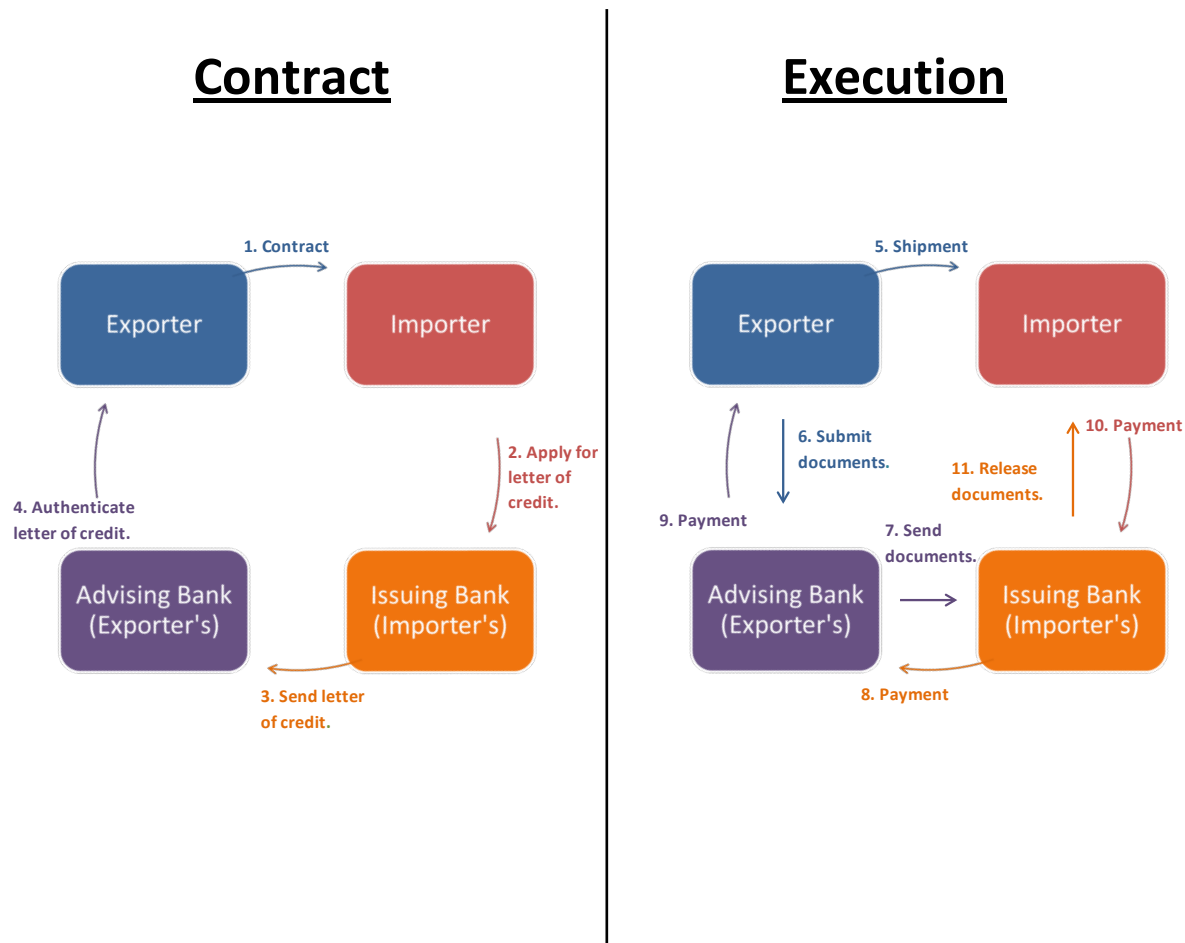 Contract
1. Contract
Exporter
Importer
2. Apply for
letter of
credit.
4. Authenticate
letter of credit.
Advising Bank
(Exporter's)
Issuing Bank
(Importer's)
3. Send letter
of credit.
Execution
5. Shipment
Exporter
Importer
6. Submit
documents.
10. Payment
11. Release
documents.
9. Payment
7. Send
documents.
Advising Bank
(Exporter's)
Issuing Bank
(Importer's)
8. Payment